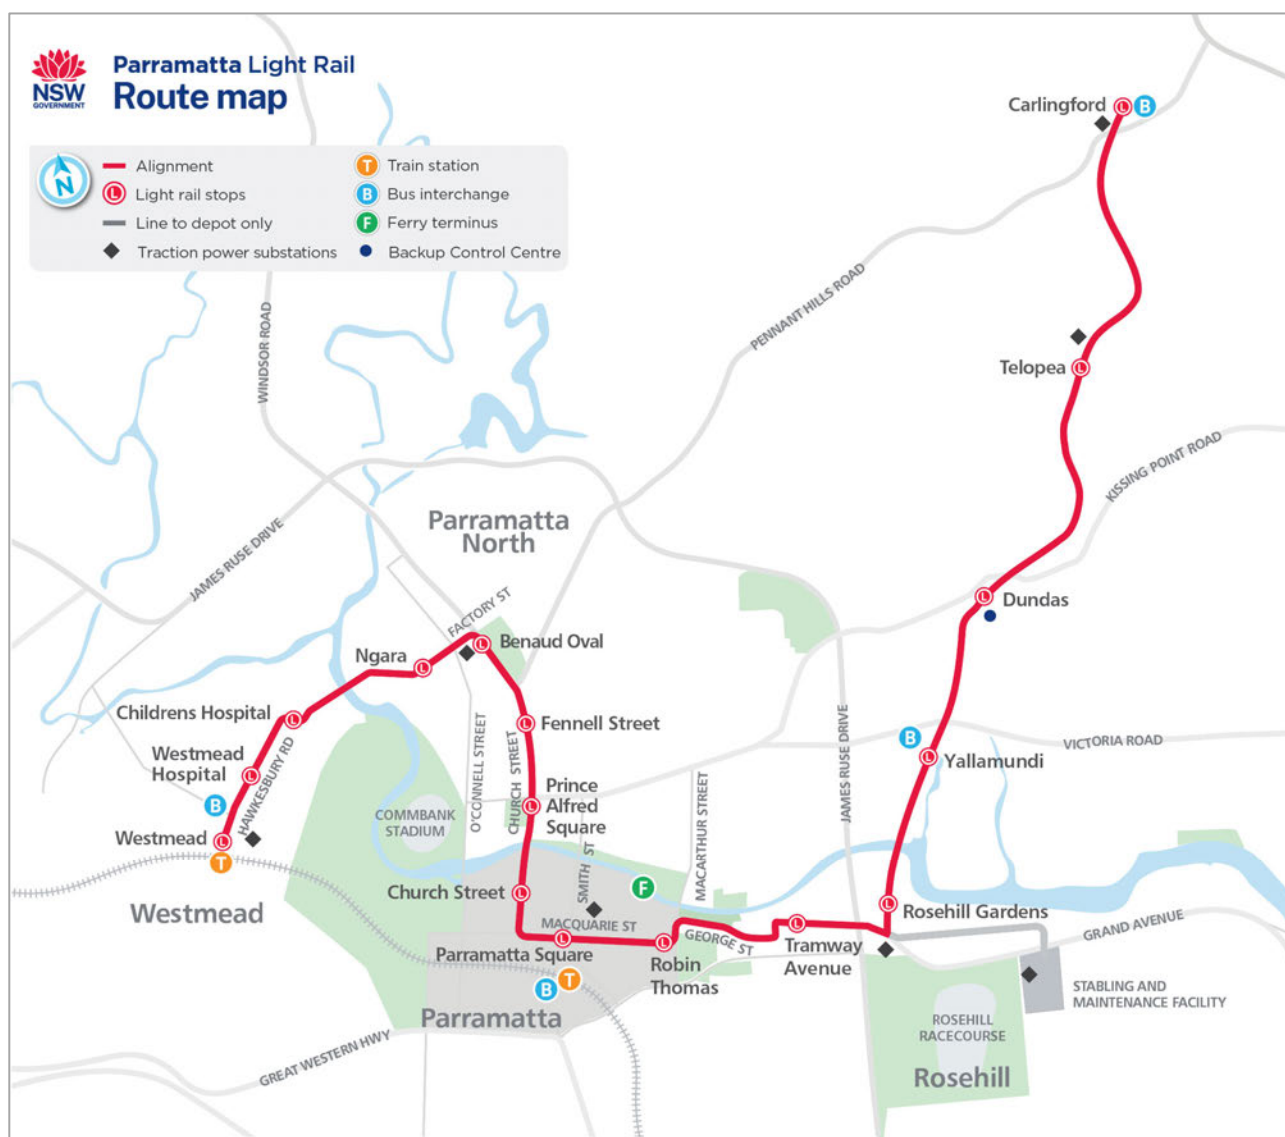 NSW
GOVERNMENT
Parramatta Light Rail
Route map
N
Alignment
L Light rail stops
Line to depot only
Traction power substations
T Train station
B Bus interchange
F Ferry terminus
Backup Control Centre
Carlingford
L
B
WINDSOR ROAD
PENNANT HILLS ROAD
Telopea
L
KISSING POINT ROAD
Parramatta
North
JAMES RUSE DRIVE
FACTORY ST
L
Dundas
L
Benaud Oval
Ngara
L
Childrens Hospital
L
L
Fennell Street
O'CONNELL STREET
CHURCH STREET
JAMES RUSE DRIVE
B
VICTORIA ROAD
L
Yallamundi
Westmead
Hospital
L
HAWKESBURY RD
B
Prince
Alfred
Square
L
MACARTHUR STREET
COMMBANK
STADIUM
Westmead
L
T
SMITH ST
Church Street
L
F
L
Rosehill Gardens
Westmead
MACQUARIE ST
GEORGE ST
L
Tramway
Avenue
GRAND AVENUE
L
Parramatta Square
L
Robin
Thomas
T
B
STABLING AND
MAINTENANCE FACILITY
Parramatta
ROSEHILL
RACECOURSE
GREAT WESTERN HWY
Rosehill